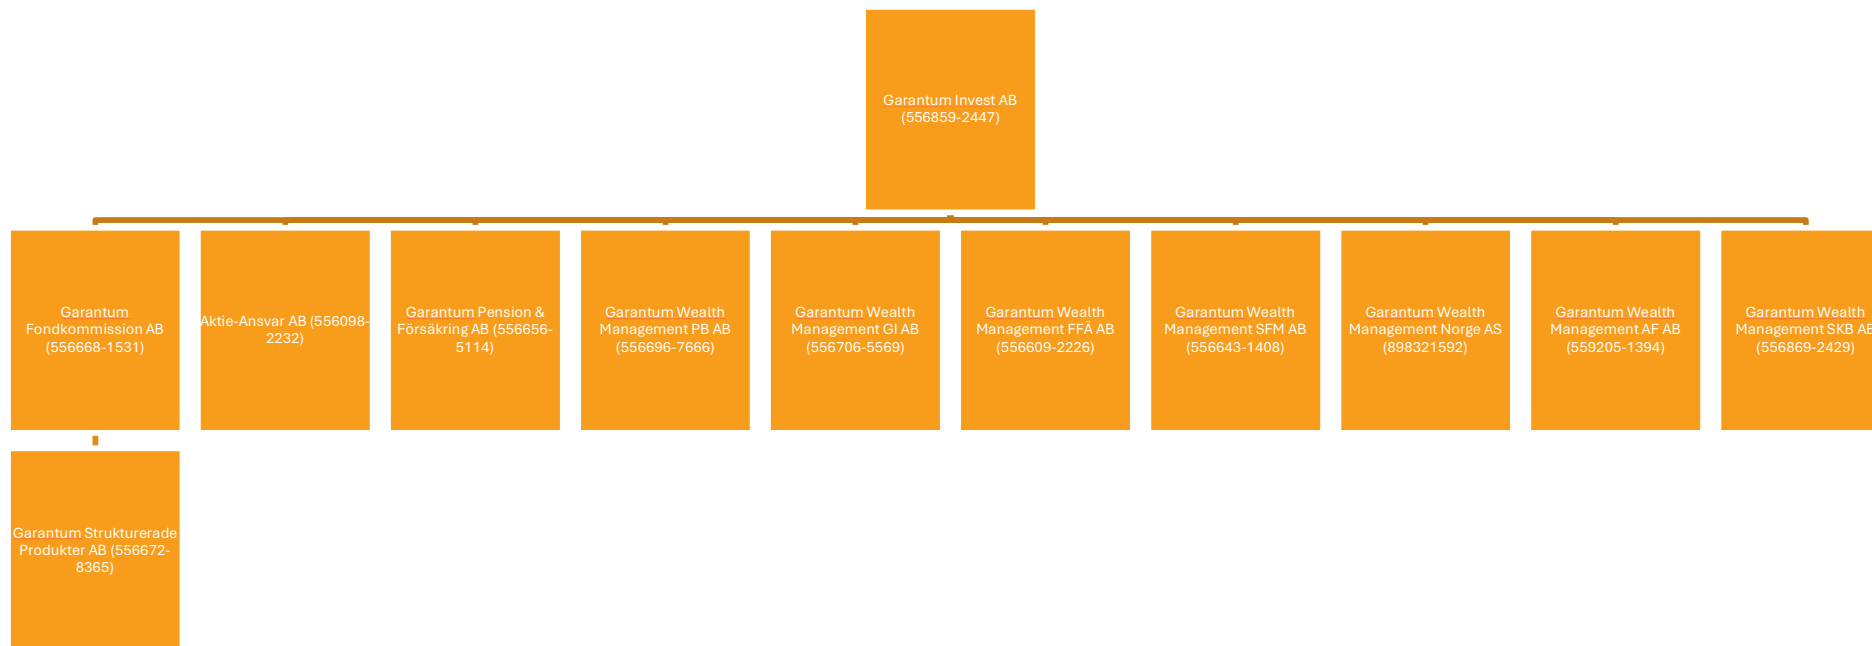 Garantum Invest AB
(556859-2447)
Garantum
Fondkommission AB
(556668-1531)
Aktie-Ansvar AB (556098-
2232)
Garantum Pension &
Försäkring AB (556656-
5114)
Garantum Wealth
Management PB AB
(556696-7666)
Garantum Wealth
Management GI AB
(556706-5569)
Garantum Wealth
Management FFÄ AB
(556609-2226)
Garantum Wealth
Management SFM AB
(556643-1408)
Garantum Wealth
Management Norge AS
(898321592)
Garantum Wealth
Management AF AB
(559205-1394)
Garantum Wealth
Management SKB AB
(556869-2429)
Garantum Strukturerade
Produkter AB (556672-
8365)